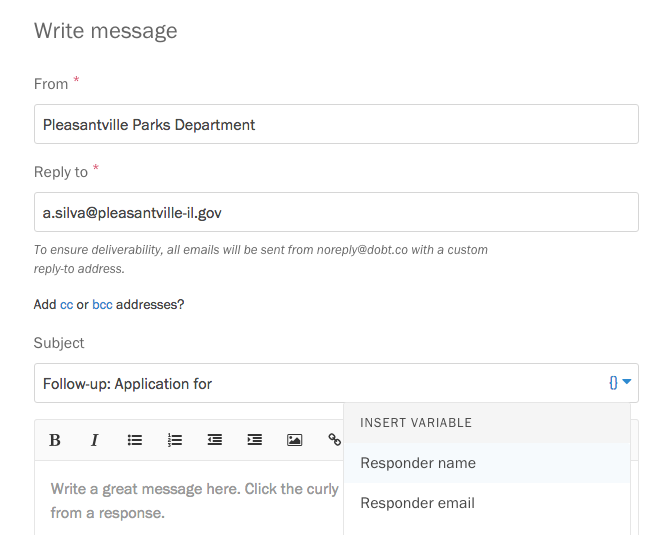 Write message
From *
Pleasantville Parks Department
Reply to *
a.silva@pleasantville-il.gov
To ensure deliverability, all emails will be sent from noreply@dobt.co with a custom
reply-to address.
Add cc or bcc addresses?
Subject
Follow-up: Application for {}
B I
INSERT VARIABLE
Responder name
Write a great message here. Click the curly
Responder email
from a response.